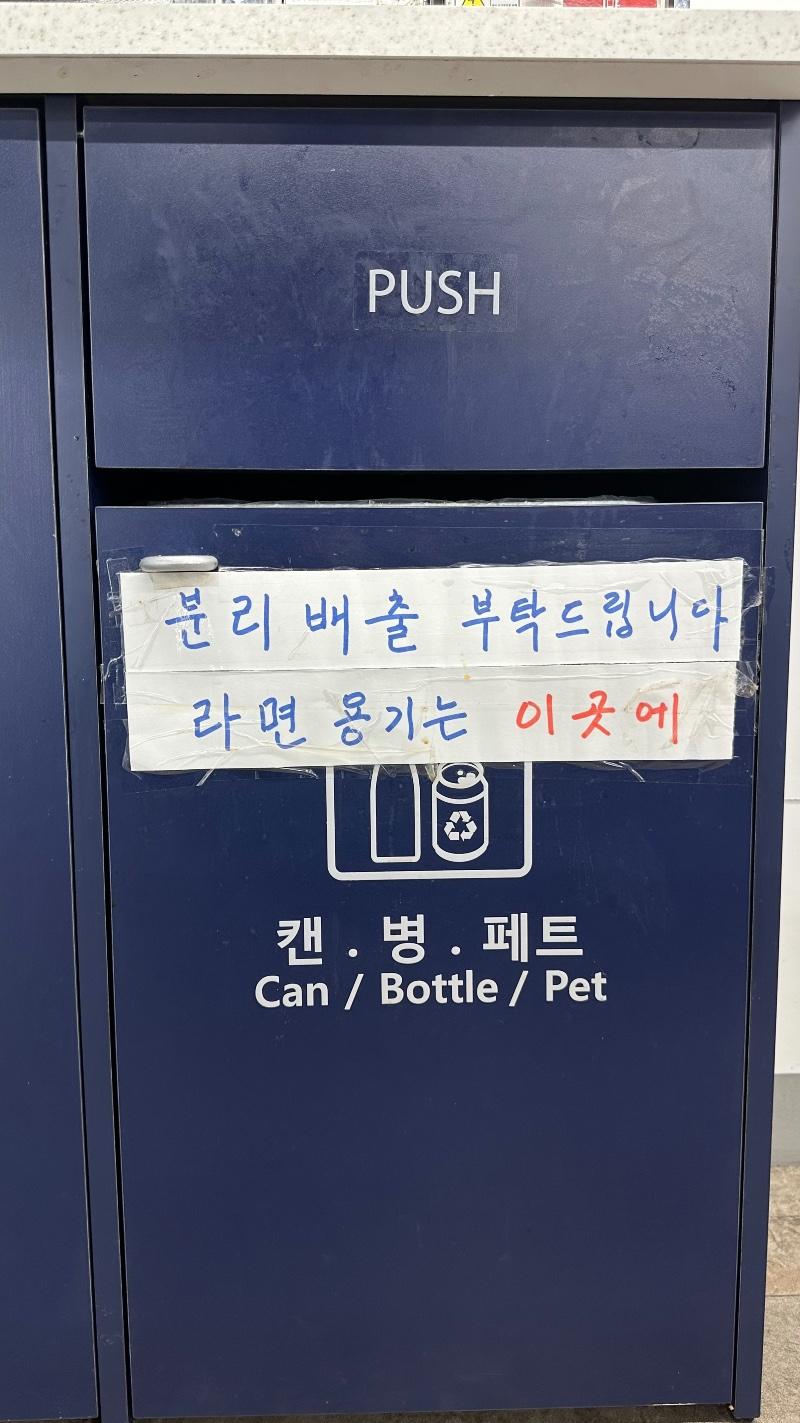 PUSH
분리 배출 부탁드립니다
라면 용기는 이곳에
캔 . 병 . 페트
Can / Bottle / Pet